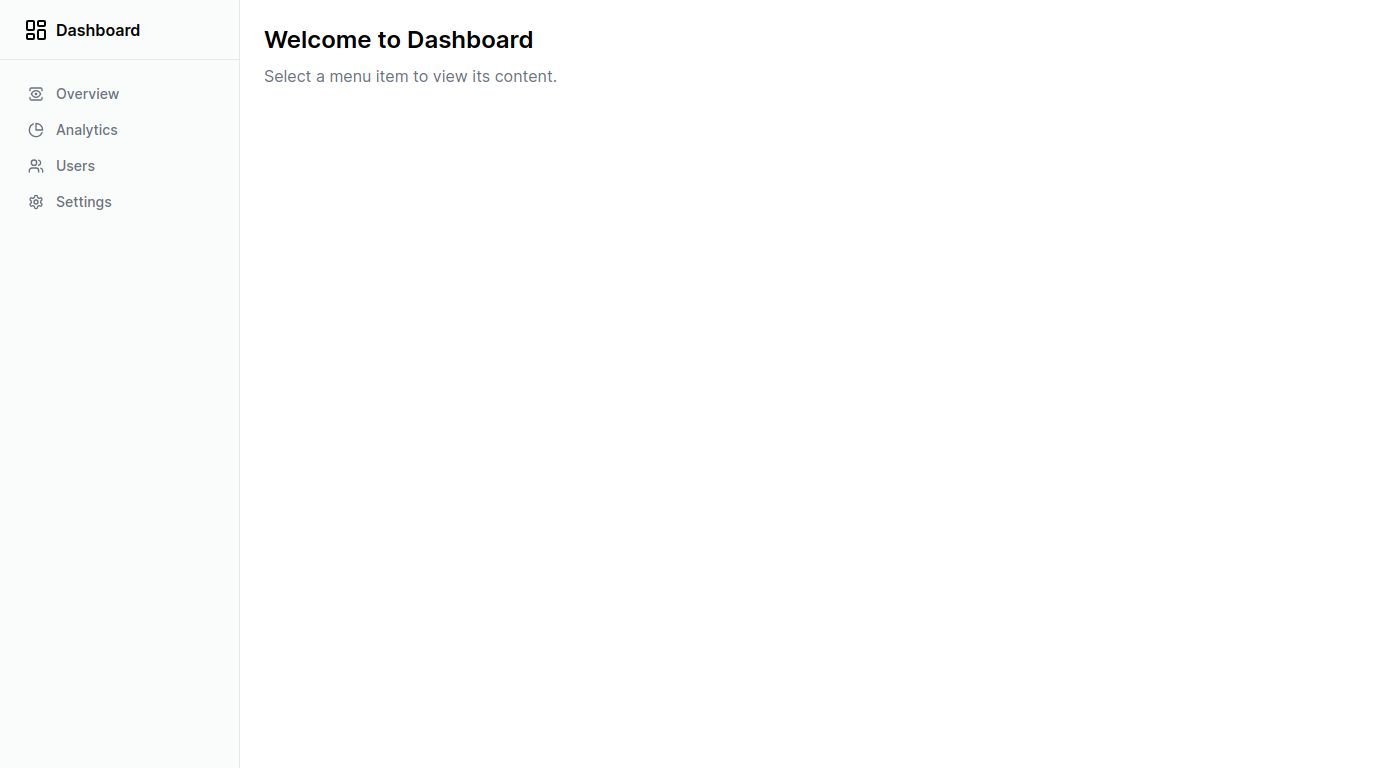 Dashboard
Overview
Analytics
Users
Settings
Welcome to Dashboard
Select a menu item to view its content.